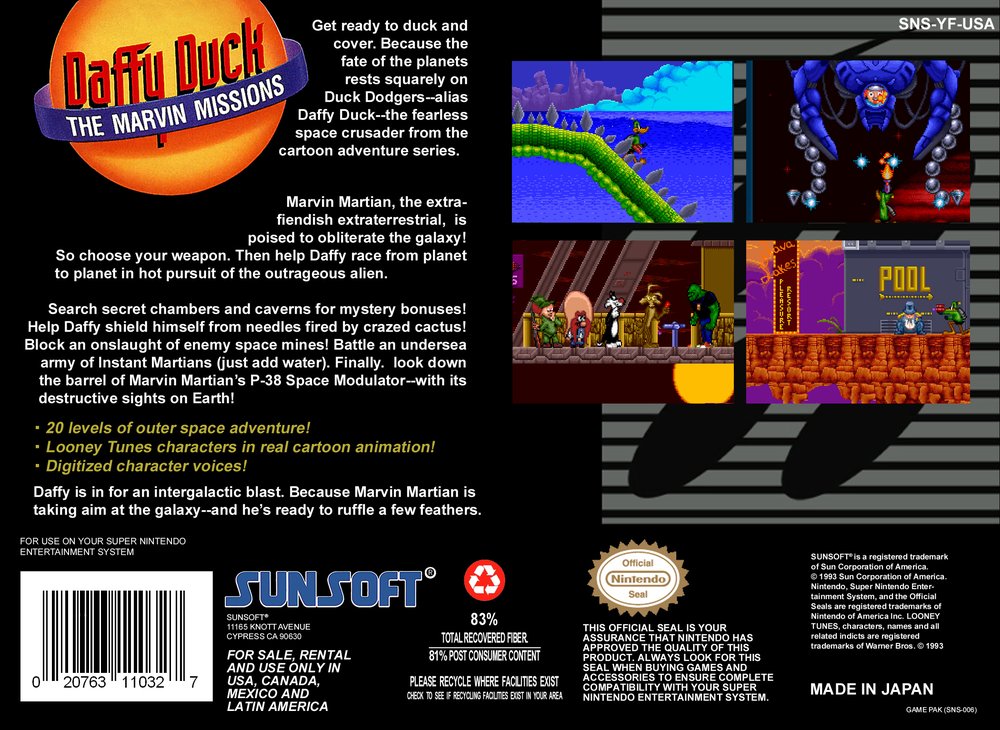 SNS-YF-USA
Daffy Duck
THE MARVIN MISSIONS
Get ready to duck and
cover. Because the
fate of the planets
rests squarely on
Duck Dodgers--alias
Daffy Duck--the fearless
space crusader from the
cartoon adventure series.
Marvin Martian, the extra-
fiendish extraterrestrial, is
poised to obliterate the galaxy!
So choose your weapon. Then help Daffy race from planet
to planet in hot pursuit of the outrageous alien.
Search secret chambers and caverns for mystery bonuses!
Help Daffy shield himself from needles fired by crazed cactus!
Block an onslaught of enemy space mines! Battle an undersea
army of Instant Martians (just add water). Finally. look down
the barrel of Marvin Martian's P-38 Space Modulator--with its
destructive sights on Earth!
· 20 levels of outer space adventure!
· Looney Tunes characters in real cartoon animation!
· Digitized character voices!
Daffy is in for an intergalactic blast. Because Marvin Martian is
taking aim at the galaxy--and he's ready to ruffle a few feathers.
PLEASURE
RESORT
POOL
FOR USE ON YOUR SUPER NINTENDO
ENTERTAINMENT SYSTEM
0 20763 11032 7
SUNSOFT®
SUNSOFT®
11165 KNOTT AVENUE
CYPRESS CA 90630
FOR SALE, RENTAL
AND USE ONLY IN
USA, CANADA,
MEXICO AND
LATIN AMERICA
83%
TOTAL RECOVERED FIBER.
81% POST CONSUMER CONTENT
PLEASE RECYCLE WHERE FACILITIES EXIST
CHECK TO SEE IF RECYCLING FACILITIES EXIST IN YOUR AREA
Official
Nintendo
Seal
THIS OFFICIAL SEAL IS YOUR
ASSURANCE THAT NINTENDO HAS
APPROVED THE QUALITY OF THIS
PRODUCT. ALWAYS LOOK FOR THIS
SEAL WHEN BUYING GAMES AND
ACCESSORIES TO ENSURE COMPLETE
COMPATIBILITY WITH YOUR SUPER
NINTENDO ENTERTAINMENT SYSTEM.
SUNSOFT® is a registered trademark
of Sun Corporation of America.
© 1993 Sun Corporation of America.
Nintendo, Super Nintendo Enter-
tainment System, and the Official
Seals are registered trademarks of
Nintendo of America Inc. LOONEY
TUNES, characters, names and all
related indicts are registered
trademarks of Warner Bros. © 1993
MADE IN JAPAN
GAME PAK (SNS-006)